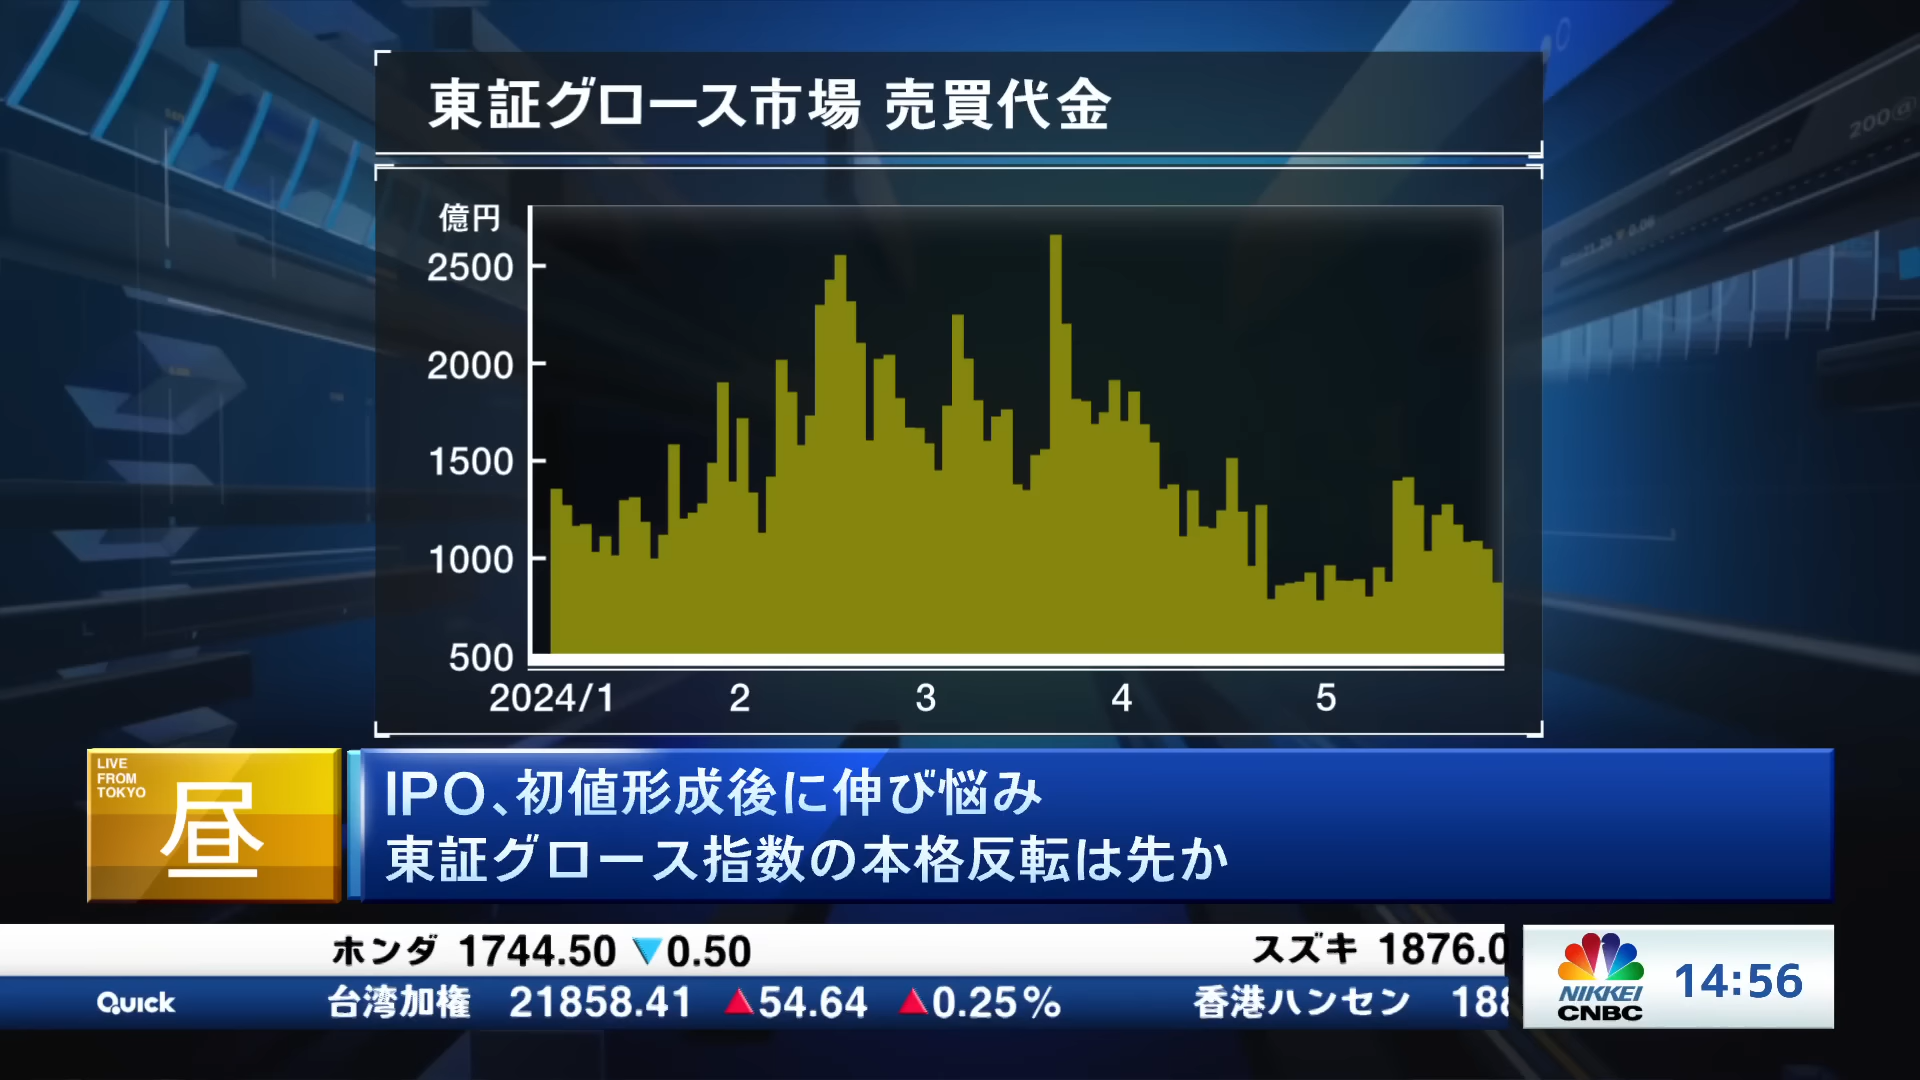 東証グロース市場 売買代金
億円
2500
2000
1500
1000
500
2024/1 2 3 4 5
LIVE
FROM
TOKYO
昼
IPO、初値形成後に伸び悩み
東証グロース指数の本格反転は先か
ホンダ 1744.50 ▼0.50 スズキ 1876.0
QUICK 台湾加権 21858.41 ▲54.64 ▲0.25% 香港ハンセン 188
NIKKEI
CNBC
14:56
200@